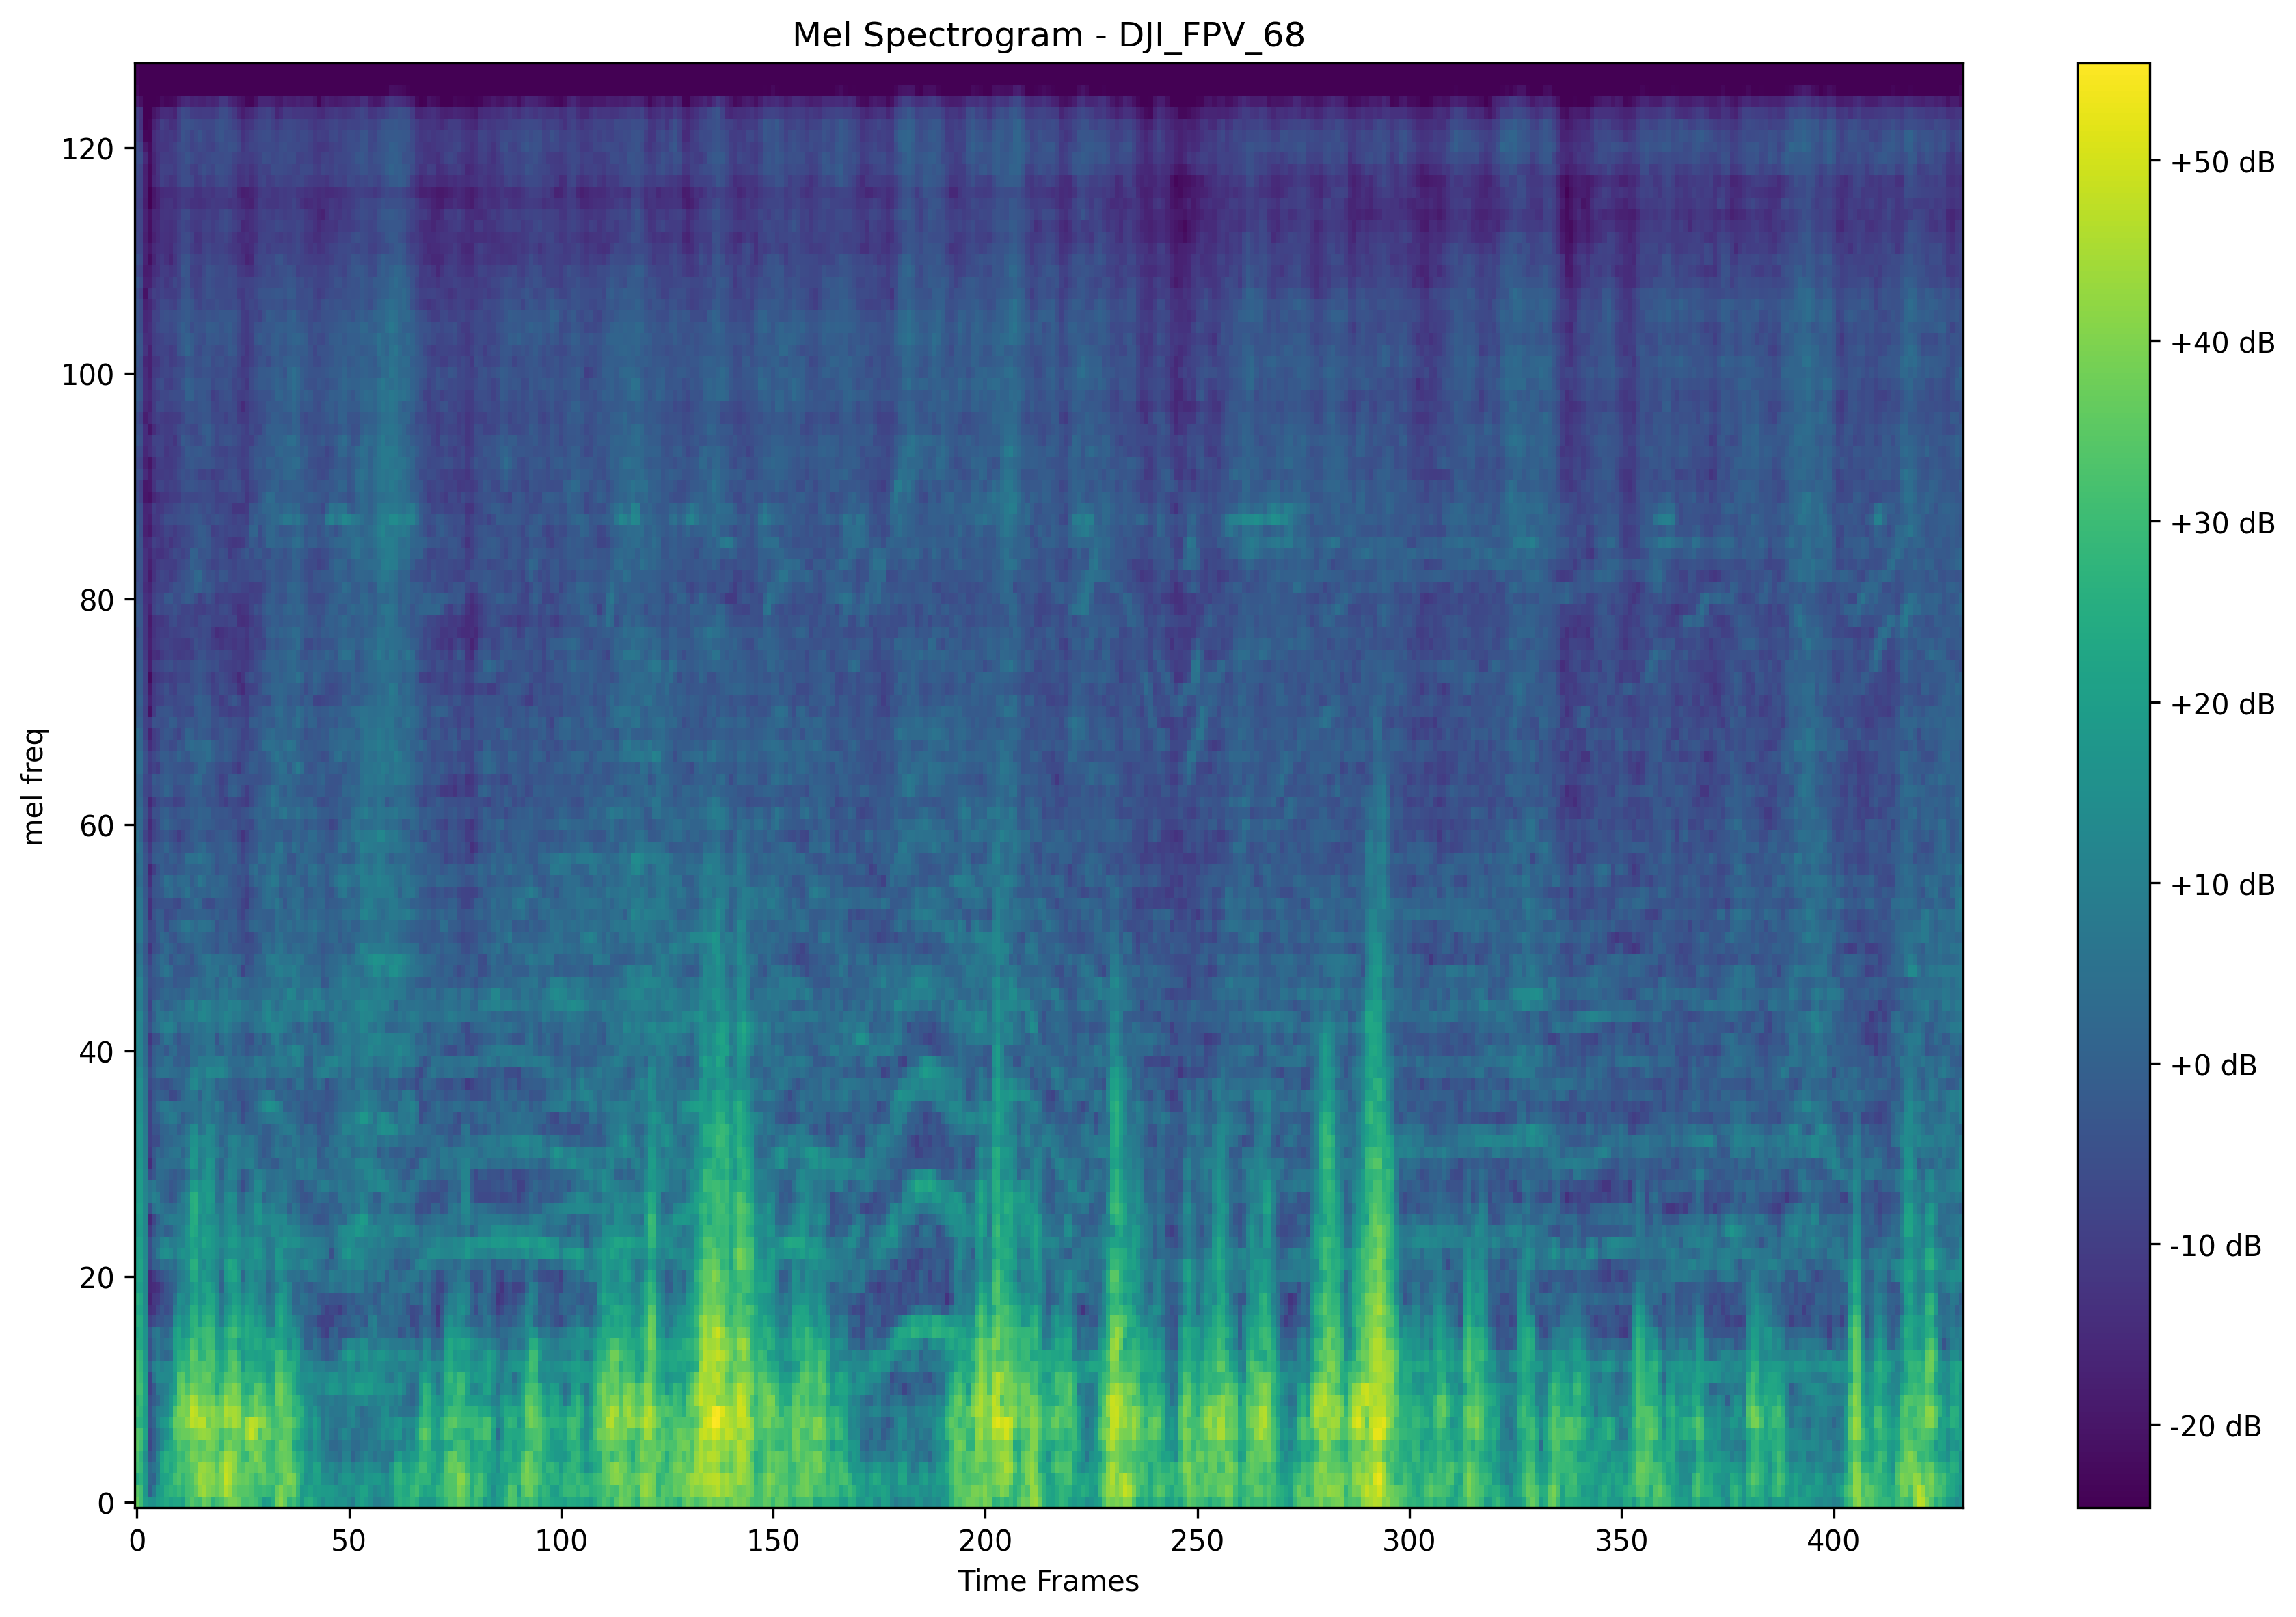 Mel Spectrogram - DJI_FPV_68
mel freq
120
100
80
60
40
20
0
0 50 100 150 200 250 300 350 400
Time Frames
+50 dB
+40 dB
+30 dB
+20 dB
+10 dB
+0 dB
-10 dB
-20 dB